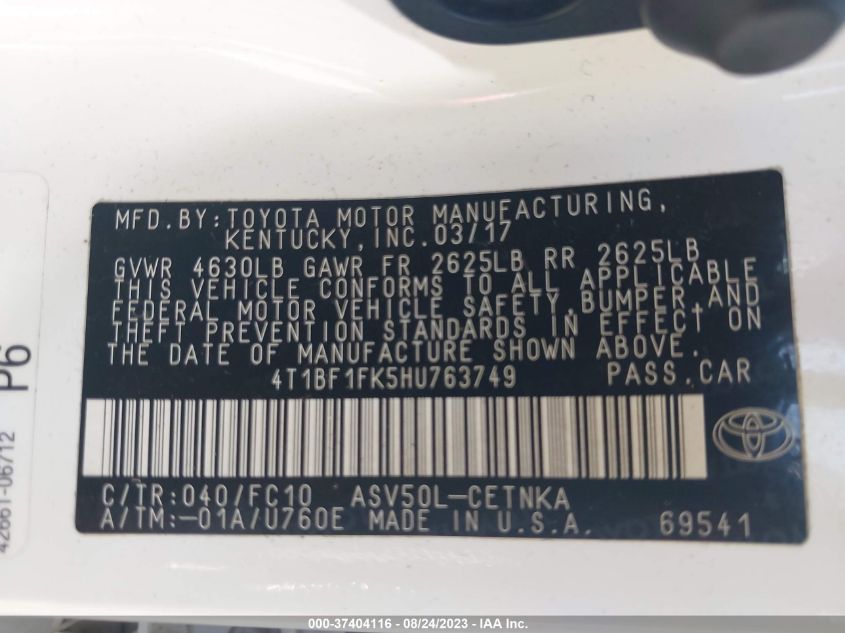 MFD.BY:TOYOTA MOTOR MANUFACTURING,
KENTUCKY,INC.03/17
GVWR 4630LB GAWR FR 2625LB RR 2625LB
THIS VEHICLE CONFORMS TO ALL APPLICABLE
FEDERAL MOTOR VEHICLE SAFETY,BUMPER,AND
THEFT PREVENTION STANDARDS IN EFFECT ON
THE DATE OF MANUFACTURE SHOWN ABOVE.
4T1BF1FK5HU763749 PASS.CAR
C/TR:040/FC10 ASV50L-CETNKA
A/TM:-01A/U760E MADE IN U.S.A. 69541
P6
42661-06712
000-37404116 - 08/24/2023 - IAA Inc.